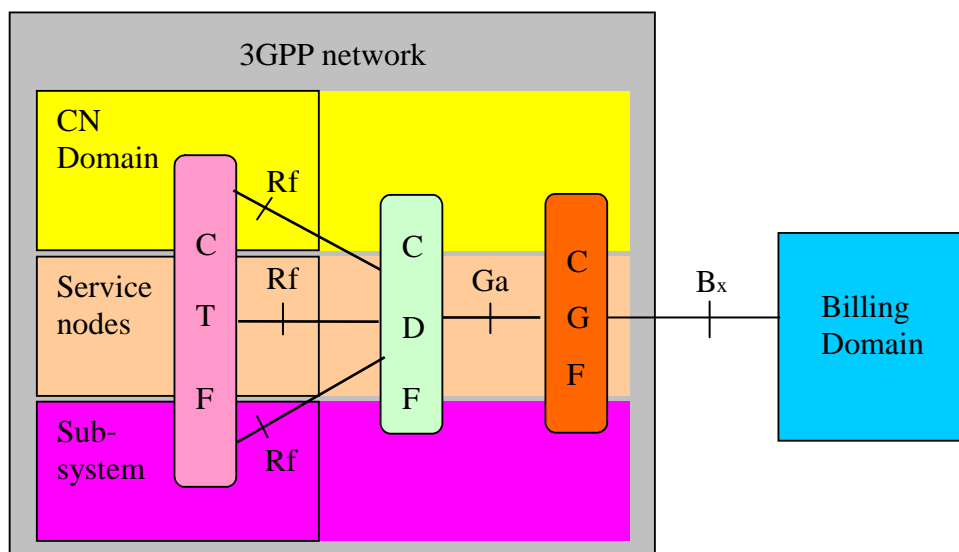 3GPP network
CN
Domain
Rf
C
T
F
Service
nodes
Rf
Sub-
system
Rf
C
D
F
Ga
C
G
F
Bx
Billing
Domain